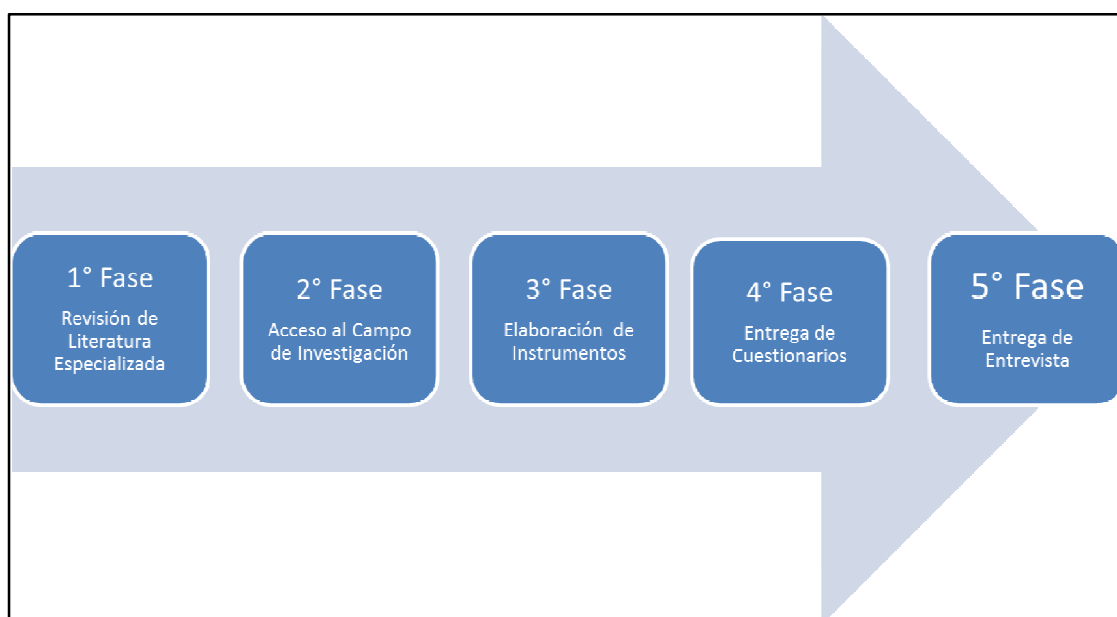 1° Fase
Revisión de
Literatura
Especializada
2° Fase
Acceso al Campo
de Investigación
3° Fase
Elaboración de
Instrumentos
4° Fase
Entrega de
Cuestionarios
5° Fase
Entrega de
Entrevista